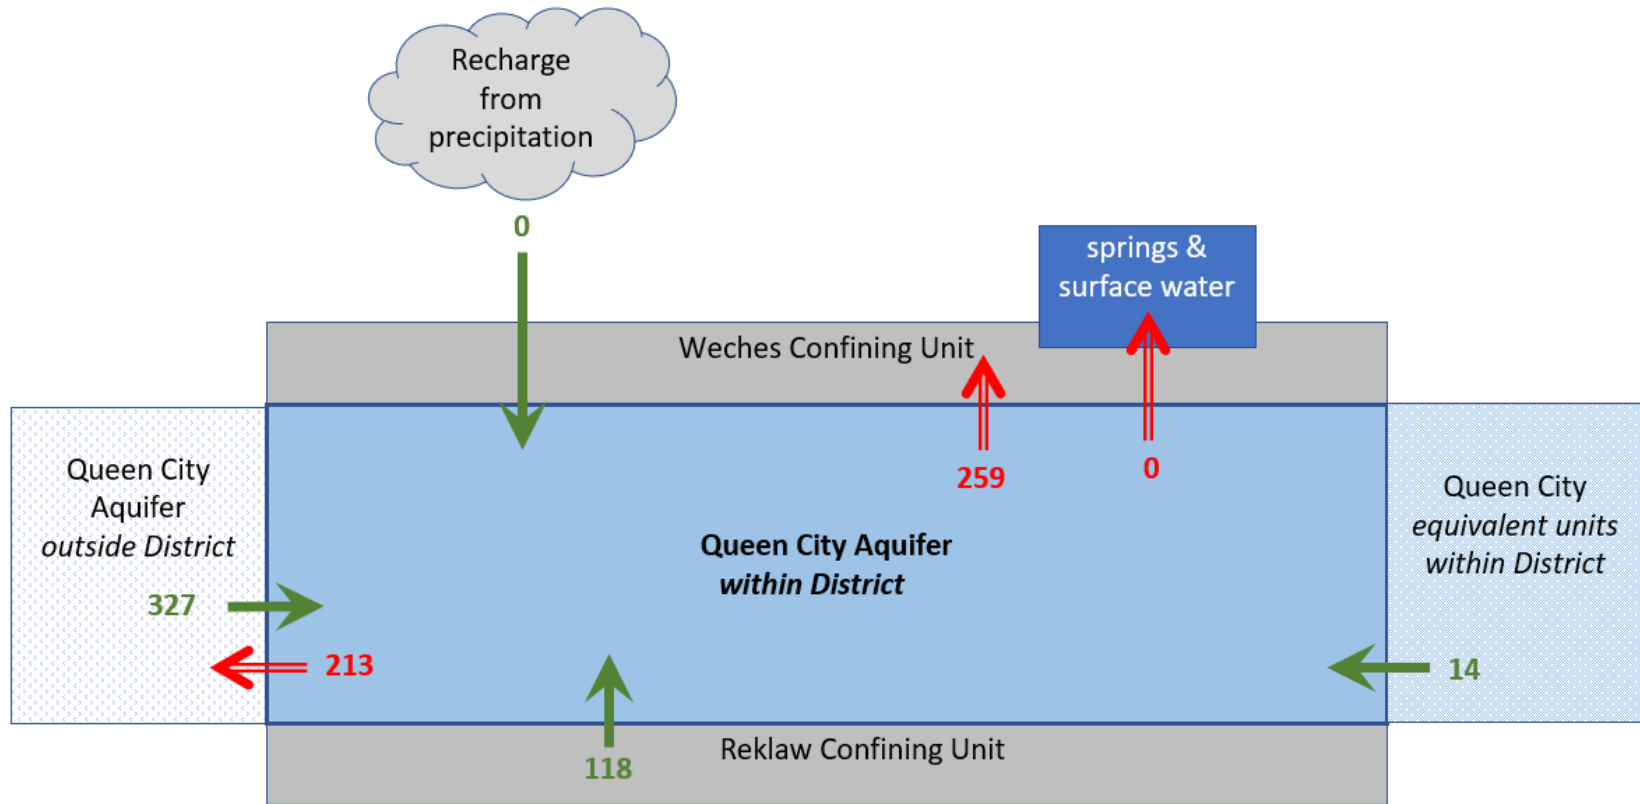 Recharge
from
precipitation
0
springs &
surface water
Weches Confining Unit
259
0
Queen City
Aquifer
outside District
327
213
Queen City Aquifer
within District
Queen City
equivalent units
within District
14
118
Reklaw Confining Unit